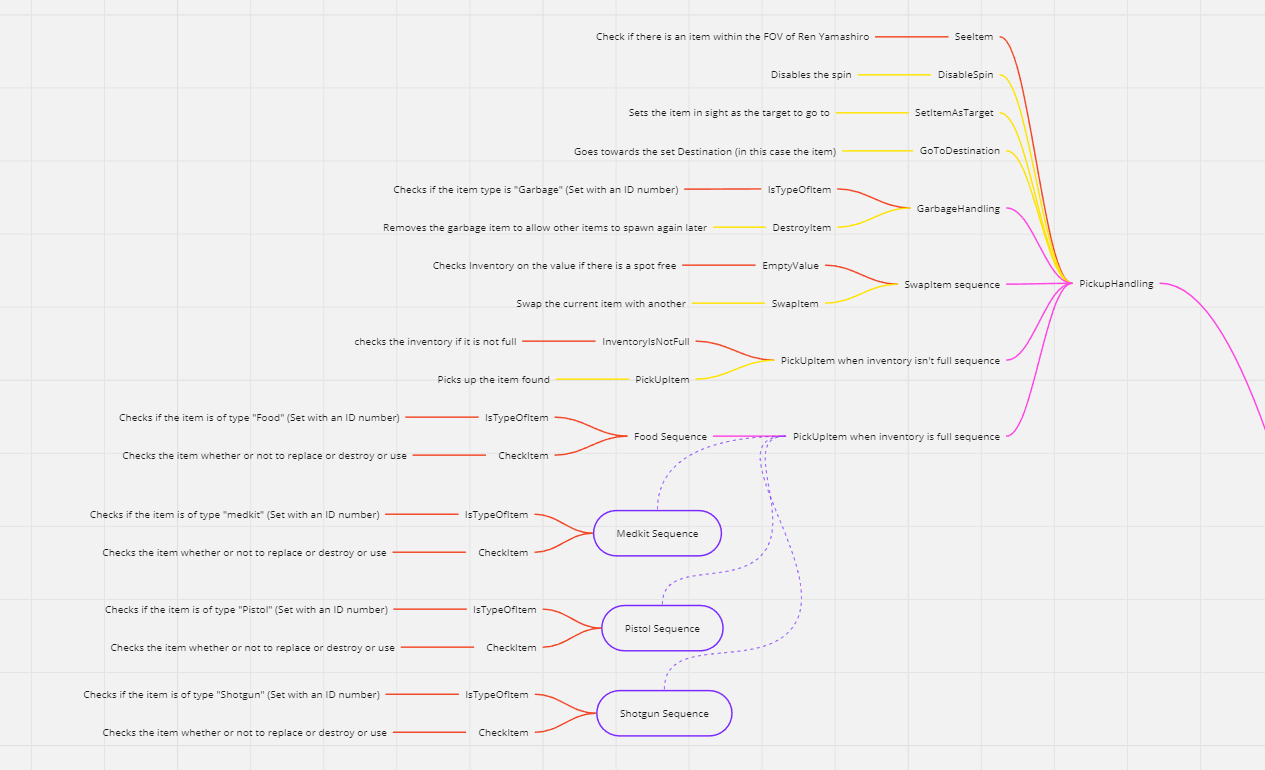 Check if there is an item within the FOV of Ren Yamashiro SeeItem
Disables the spin DisableSpin
Sets the item in sight as the target to go to SetItemAsTarget
Goes towards the set Destination (in this case the item) GoToDestination
Checks if the item type is "Garbage" (Set with an ID number) IsTypeOfItem
GarbageHandling
Removes the garbage item to allow other items to spawn again later DestroyItem
Checks Inventory on the value if there is a spot free EmptyValue
SwapItem sequence PickupHandling
Swap the current item with another SwapItem
checks the inventory if it is not full InventoryIsNotFull
PickUpItem when inventory isn't full sequence
Picks up the item found PickUpItem
Checks if the item is of type "Food" (Set with an ID number) IsTypeOfItem
Food Sequence PickUpItem when inventory is full sequence
Checks the item whether or not to replace or destroy or use CheckItem
Checks if the item is of type "medkit" (Set with an ID number) IsTypeOfItem
Medkit Sequence
Checks the item whether or not to replace or destroy or use CheckItem
Checks if the item is of type "Pistol" (Set with an ID number) IsTypeOfItem
Pistol Sequence
Checks the item whether or not to replace or destroy or use CheckItem
Checks if the item is of type "Shotgun" (Set with an ID number) IsTypeOfItem
Shotgun Sequence
Checks the item whether or not to replace or destroy or use CheckItem